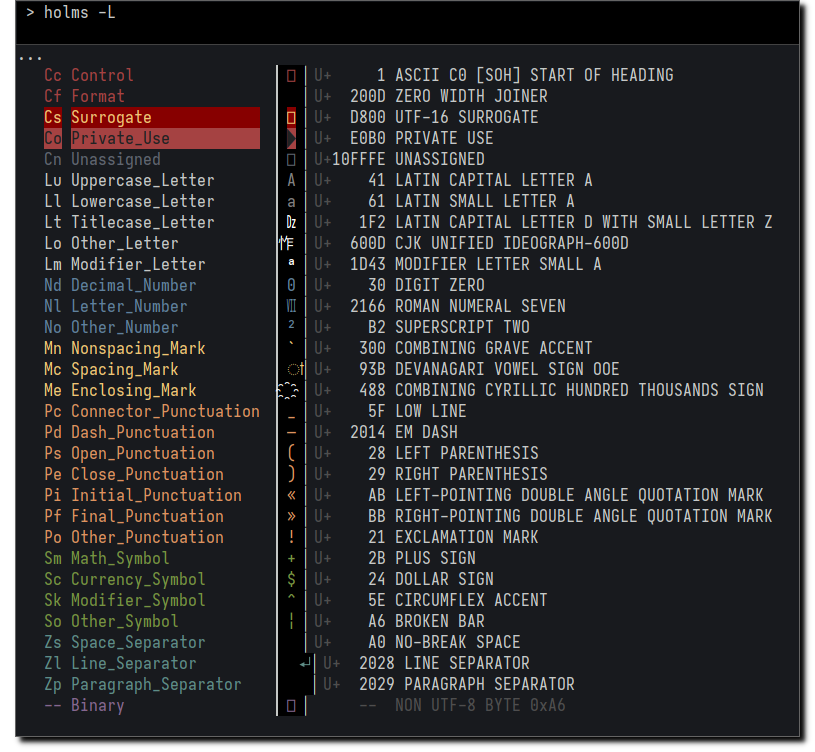 > holms -L
...
Cc Control □ U+ 1 ASCII C0 [SOH] START OF HEADING
Cf Format U+ 200D ZERO WIDTH JOINER
Cs Surrogate □ U+ D800 UTF-16 SURROGATE
Co Private_Use  U+ E0B0 PRIVATE USE
Cn Unassigned □ U+10FFFE UNASSIGNED
Lu Uppercase_Letter A U+ 41 LATIN CAPITAL LETTER A
Ll Lowercase_Letter a U+ 61 LATIN SMALL LETTER A
Lt Titlecase_Letter Dz U+ 1F2 LATIN CAPITAL LETTER D WITH SMALL LETTER Z
Lo Other_Letter U+ 600D CJK UNIFIED IDEOGRAPH-600D
Lm Modifier_Letter ᵃ U+ 1D43 MODIFIER LETTER SMALL A
Nd Decimal_Number 0 U+ 30 DIGIT ZERO
Nl Letter_Number Ⅶ U+ 2166 ROMAN NUMERAL SEVEN
No Other_Number ² U+ B2 SUPERSCRIPT TWO
Mn Nonspacing_Mark ` U+ 300 COMBINING GRAVE ACCENT
Mc Spacing_Mark ऻ U+ 93B DEVANAGARI VOWEL SIGN OOE
Me Enclosing_Mark ҈ U+ 488 COMBINING CYRILLIC HUNDRED THOUSANDS SIGN
Pc Connector_Punctuation _ U+ 5F LOW LINE
Pd Dash_Punctuation — U+ 2014 EM DASH
Ps Open_Punctuation ( U+ 28 LEFT PARENTHESIS
Pe Close_Punctuation ) U+ 29 RIGHT PARENTHESIS
Pi Initial_Punctuation « U+ AB LEFT-POINTING DOUBLE ANGLE QUOTATION MARK
Pf Final_Punctuation » U+ BB RIGHT-POINTING DOUBLE ANGLE QUOTATION MARK
Po Other_Punctuation ! U+ 21 EXCLAMATION MARK
Sm Math_Symbol + U+ 2B PLUS SIGN
Sc Currency_Symbol $ U+ 24 DOLLAR SIGN
Sk Modifier_Symbol ^ U+ 5E CIRCUMFLEX ACCENT
So Other_Symbol ¦ U+ A6 BROKEN BAR
Zs Space_Separator U+ A0 NO-BREAK SPACE
Zl Line_Separator ↵ U+ 2028 LINE SEPARATOR
Zp Paragraph_Separator U+ 2029 PARAGRAPH SEPARATOR
-- Binary □ -- NON UTF-8 BYTE 0xA6